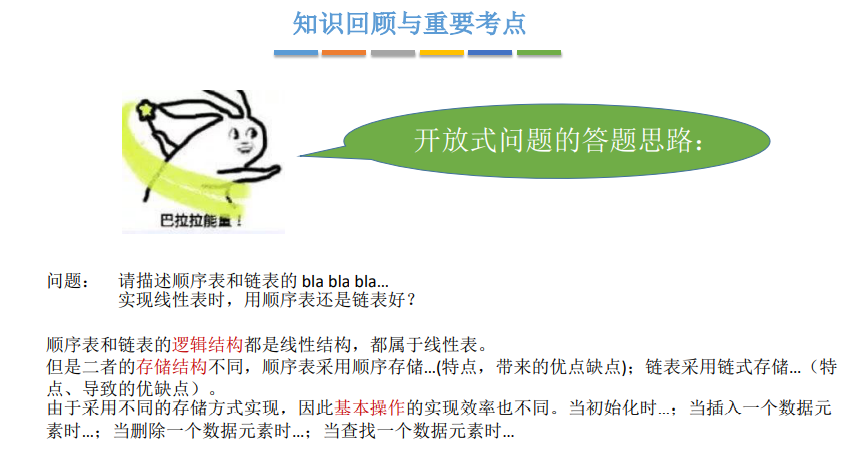 知识回顾与重要考点
开放式问题的答题思路：
巴拉拉能量！
问题： 请描述顺序表和链表的 bla bla bla…
实现线性表时，用顺序表还是链表好？
顺序表和链表的逻辑结构都是线性结构，都属于线性表。
但是二者的存储结构不同，顺序表采用顺序存储…(特点，带来的优点缺点)；链表采用链式存储…（特
点、导致的优缺点）。
由于采用不同的存储方式实现，因此基本操作的实现效率也不同。当初始化时…；当插入一个数据元
素时…；当删除一个数据元素时…；当查找一个数据元素时…